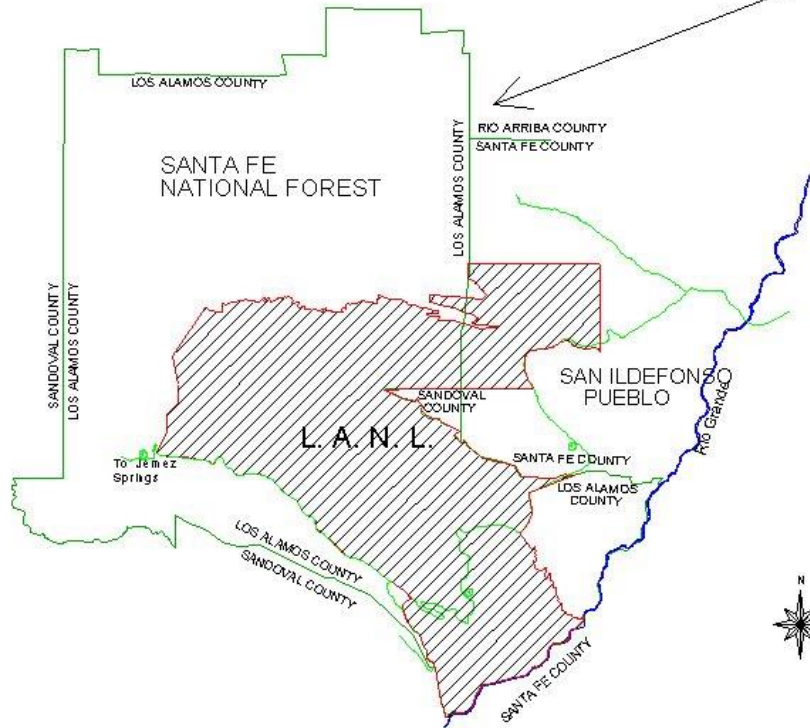 LOS ALAMOS COUNTY
RIO ARRIBA COUNTY
SANTA FE COUNTY
SANTA FE
NATIONAL FOREST
LOS ALAMOS COUNTY
SANDOVAL COUNTY
LOS ALAMOS COUNTY
SAN ILDEFONSO
PUEBLO
SANDOVAL
COUNTY
Rio Grande
L. A. N. L.
SANTA FE COUNTY
To Jemez
Springs
LOS ALAMOS
COUNTY
LOS ALAMOS COUNTY
SANDOVAL COUNTY
N
SANTA FE COUNTY